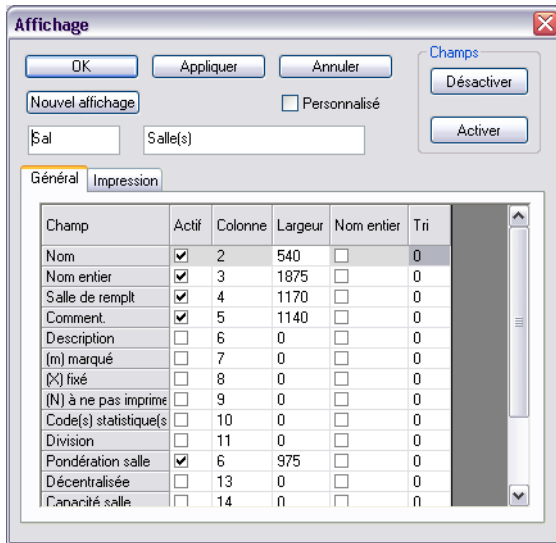 Affichage
OK Appliquer Annuler
Champs
Désactiver
Nouvel affichage Personnalisé
Activer
Sal Salle(s)
Général Impression
Champ Actif Colonne Largeur Nom entier Tri
Nom 2 540 0
Nom entier 3 1875 0
Salle de remplt 4 1170 0
Comment. 5 1140 0
Description 6 0 0
(m) marqué 7 0 0
(X) fixé 8 0 0
(N) à ne pas imprime 9 0 0
Code(s) statistique(s 10 0 0
Division 11 0 0
Pondération salle 6 975 0
Décentralisée 13 0 0
Capacité salle 14 0 0